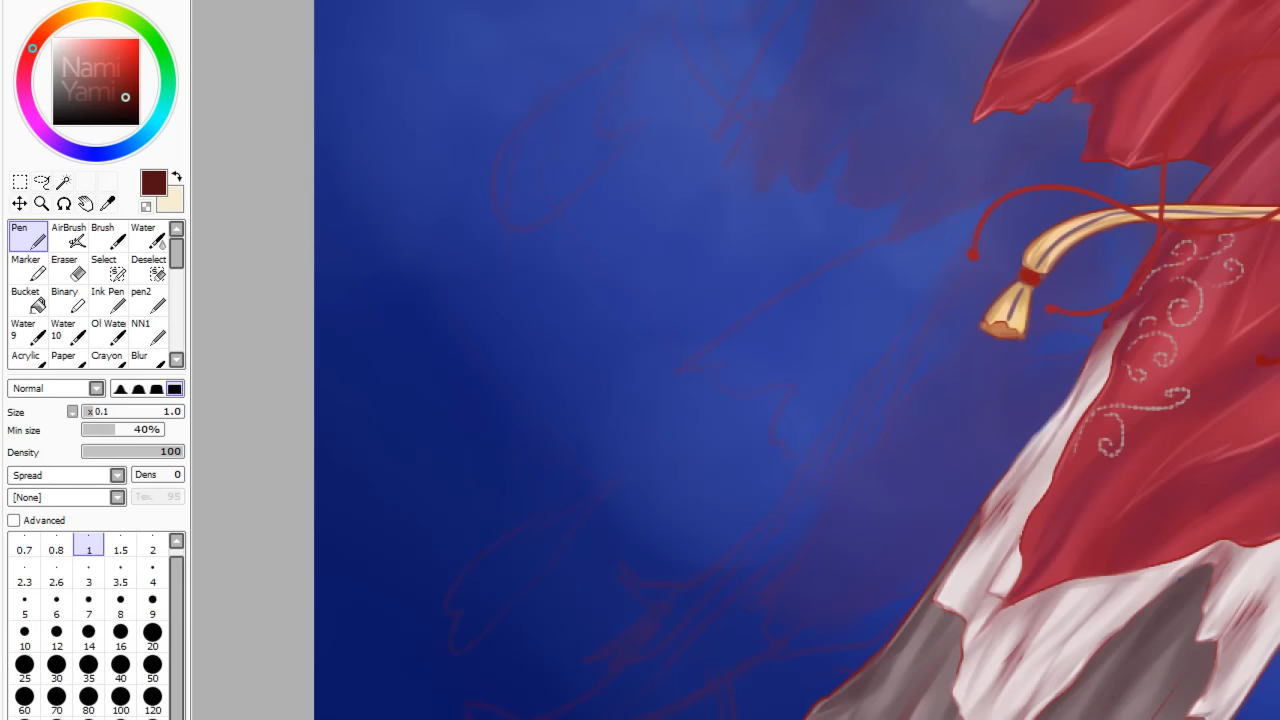 Nami
Yami
Pen AirBrush Brush Water
Marker Eraser Select Deselect
Bucket Binary Ink Pen pen2
Water 9 Water 10 Ol Wate NN1
Acrylic Paper Crayon Blur
Normal
Size x 0.1 1.0
Min size 40%
Density 100
Spread Dens 0
[None] 95
Advanced
0.7 0.8 1 1.5 2
2.3 2.6 3 3.5 4
5 6 7 8 9
10 12 14 16 20
25 30 35 40 50
60 70 80 100 120